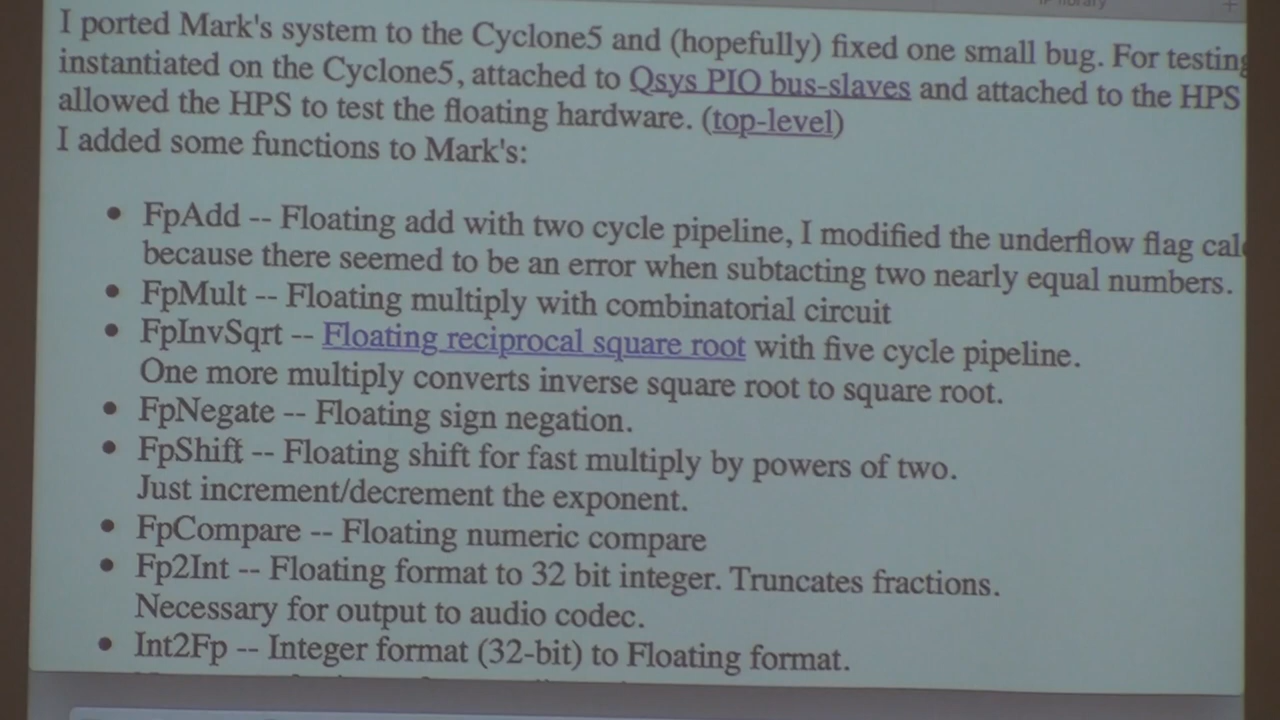 IP library
I ported Mark's system to the Cyclone5 and (hopefully) fixed one small bug. For testing
instantiated on the Cyclone5, attached to Qsys PIO bus-slaves and attached to the HPS
allowed the HPS to test the floating hardware. (top-level)
I added some functions to Mark's:
• FpAdd -- Floating add with two cycle pipeline, I modified the underflow flag
because there seemed to be an error when subtacting two nearly equal numbers.
• FpMult -- Floating multiply with combinatorial circuit
• FpInvSqrt -- Floating reciprocal square root with five cycle pipeline.
One more multiply converts inverse square root to square root.
• FpNegate -- Floating sign negation.
• FpShift -- Floating shift for fast multiply by powers of two.
Just increment/decrement the exponent.
• FpCompare -- Floating numeric compare
• Fp2Int -- Floating format to 32 bit integer. Truncates fractions.
Necessary for output to audio codec.
• Int2Fp -- Integer format (32-bit) to Floating format.